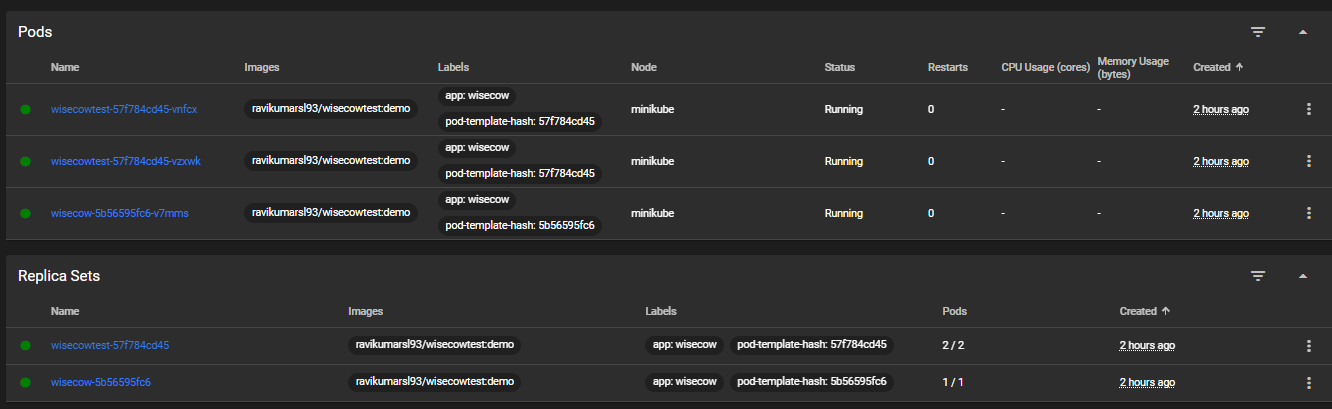 Pods
Name Images Labels Node Status Restarts CPU Usage (cores) Memory Usage (bytes) Created
wisecowtest-57f784cd45-vnfcx ravikumarsl93/wisecowtest:demo app: wisecow pod-template-hash: 57f784cd45 minikube Running 0 - - 2 hours ago
wisecowtest-57f784cd45-vzxwk ravikumarsl93/wisecowtest:demo app: wisecow pod-template-hash: 57f784cd45 minikube Running 0 - - 2 hours ago
wisecow-5b56595fc6-v7mms ravikumarsl93/wisecowtest:demo app: wisecow pod-template-hash: 5b56595fc6 minikube Running 0 - - 2 hours ago
Replica Sets
Name Images Labels Pods Created
wisecowtest-57f784cd45 ravikumarsl93/wisecowtest:demo app: wisecow pod-template-hash: 57f784cd45 2 / 2 2 hours ago
wisecow-5b56595fc6 ravikumarsl93/wisecowtest:demo app: wisecow pod-template-hash: 5b56595fc6 1 / 1 2 hours ago